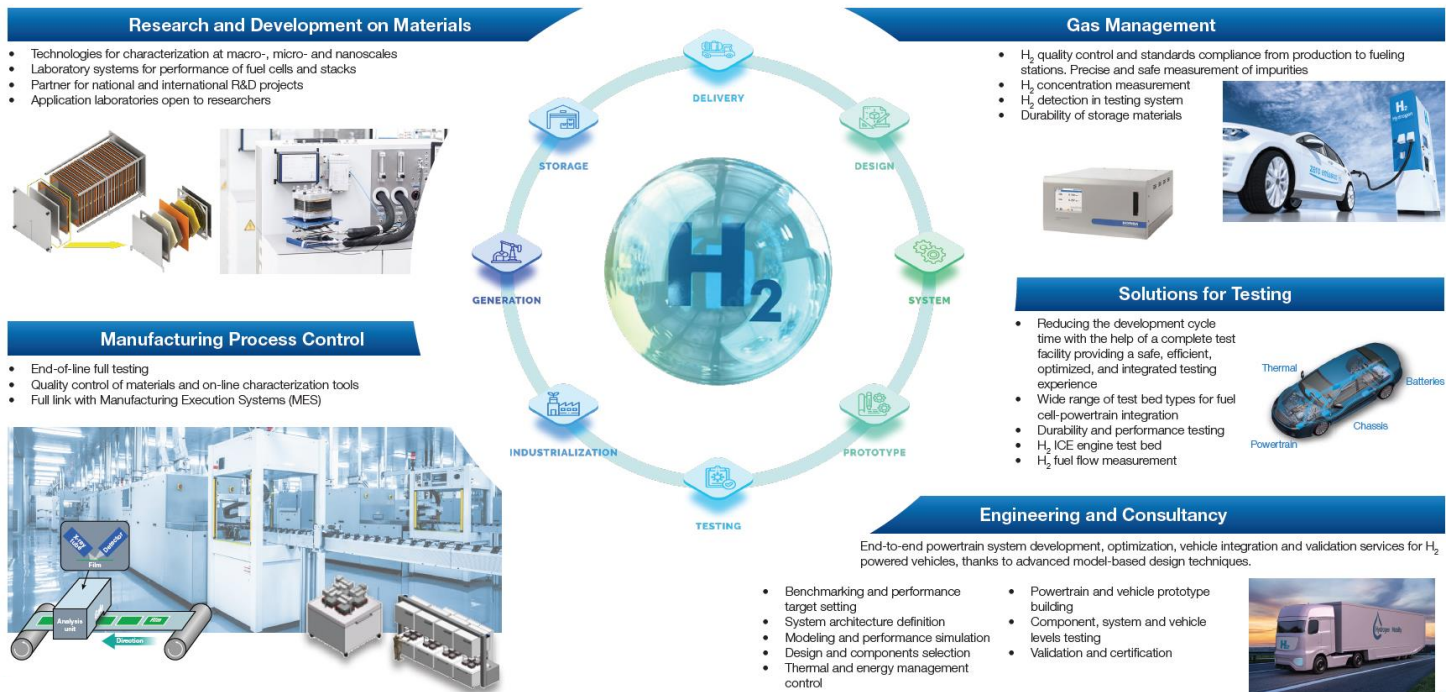 Research and Development on Materials
• Technologies for characterization at macro-, micro- and nanoscales
• Laboratory systems for performance of fuel cells and stacks
• Partner for national and international R&D projects
• Application laboratories open to researchers
Manufacturing Process Control
• End-of-line full testing
• Quality control of materials and on-line characterization tools
• Full link with Manufacturing Execution Systems (MES)
X-ray
Tube
Detector
Film
Analysis
unit
Direction
DELIVERY
DESIGN
SYSTEM
PROTOTYPE
TESTING
INDUSTRIALIZATION
GENERATION
STORAGE
H2
Gas Management
• H2 quality control and standards compliance from production to fueling
stations. Precise and safe measurement of impurities
• H2 concentration measurement
• H2 detection in testing system
• Durability of storage materials
H2
Hydrogen
ZERO
Solutions for Testing
• Reducing the development cycle
time with the help of a complete test
facility providing a safe, efficient,
optimized, and integrated testing
experience
• Wide range of test bed types for fuel
cell-powertrain integration
• Durability and performance testing
• H2 ICE engine test bed
• H2 fuel flow measurement
Thermal
Batteries
Chassis
Powertrain
Engineering and Consultancy
End-to-end powertrain system development, optimization, vehicle integration and validation services for H2
powered vehicles, thanks to advanced model-based design techniques.
• Benchmarking and performance
target setting
• System architecture definition
• Modeling and performance simulation
• Design and components selection
• Thermal and energy management
control
• Powertrain and vehicle prototype
building
• Component, system and vehicle
levels testing
• Validation and certification
H2
Hydrogen